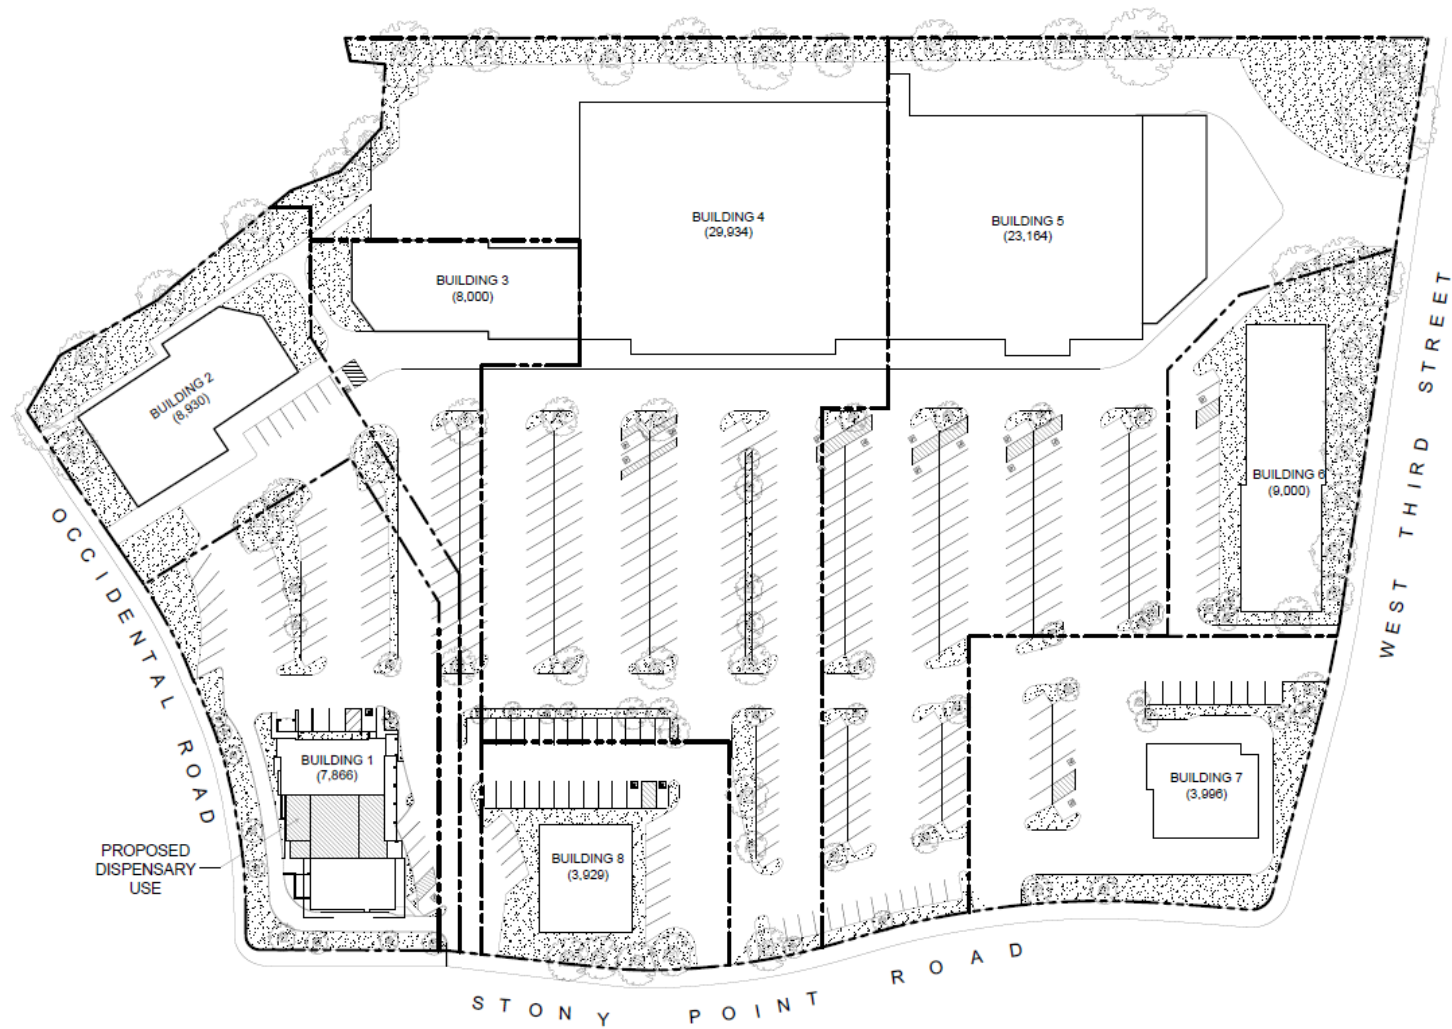 BUILDING 4
(29,934)
BUILDING 5
(23,164)
BUILDING 3
(8,000)
BUILDING 2
(8,930)
BUILDING 6
(9,000)
WEST THIRD STREET
OCCIDENTAL ROAD
BUILDING 1
(7,866)
BUILDING 7
(3,996)
PROPOSED
DISPENSARY
USE
BUILDING 8
(3,929)
STONY POINT ROAD